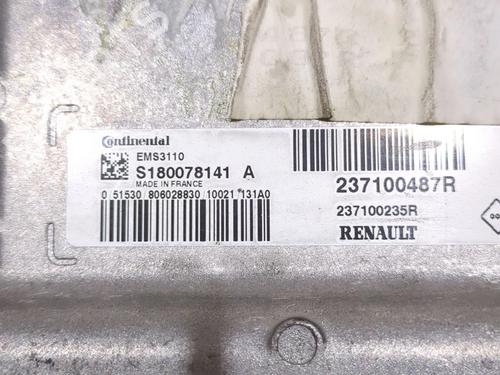 Continental
EMS3110
S180078141 A
MADE IN FRANCE
0 51530 806028830 10021 131A0
237100487R
237100235R
RENAULT